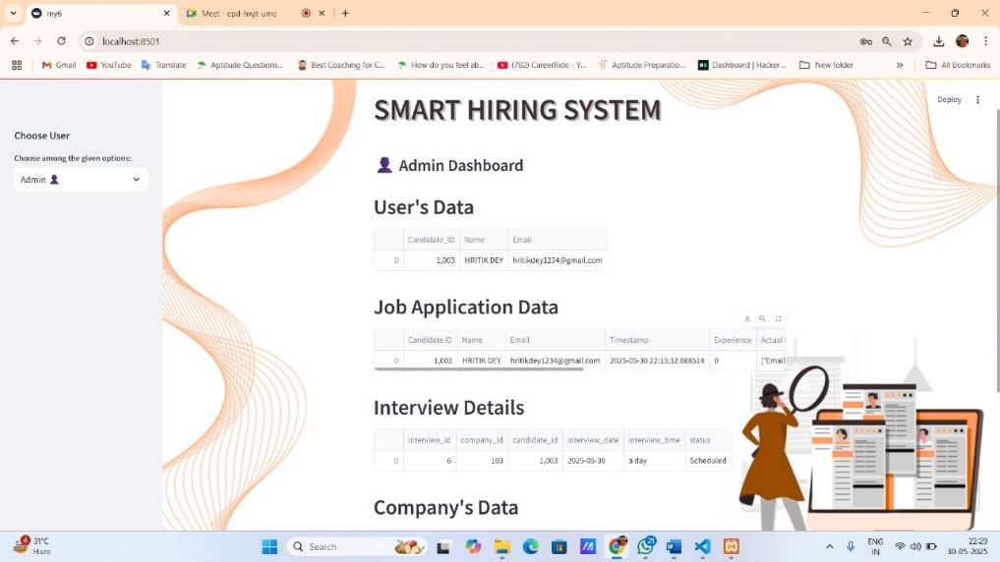 my6
Meet - epd-hwjt-umo
localhost:8501
Gmail
YouTube
Translate
Aptitude Questions...
Best Coaching for C...
How do you feel ab...
(782) CareerRide - Y...
Aptitude Preparatio...
Dashboard | Hacker...
New folder
»
All Bookmarks
Deploy
Choose User
Choose among the given options:
Admin
SMART HIRING SYSTEM
Admin Dashboard
User's Data
Candidate_ID Name Email
0 1,003 HRITIK DEY hritikdey1234@gmail.com
Job Application Data
Candidate ID Name Email Timestamp Experience Actual
0 1,003 HRITIK DEY hritikdey1234@gmail.com 2025-05-30 22:13:32.088514 0 ['Email
Interview Details
interview_id company_id candidate_id interview_date interview_time status
0 6 103 1,003 2025-05-30 a day Scheduled
Company's Data
4
31°C
Haze
Search
21
ENG
IN
22:29
30-05-2025